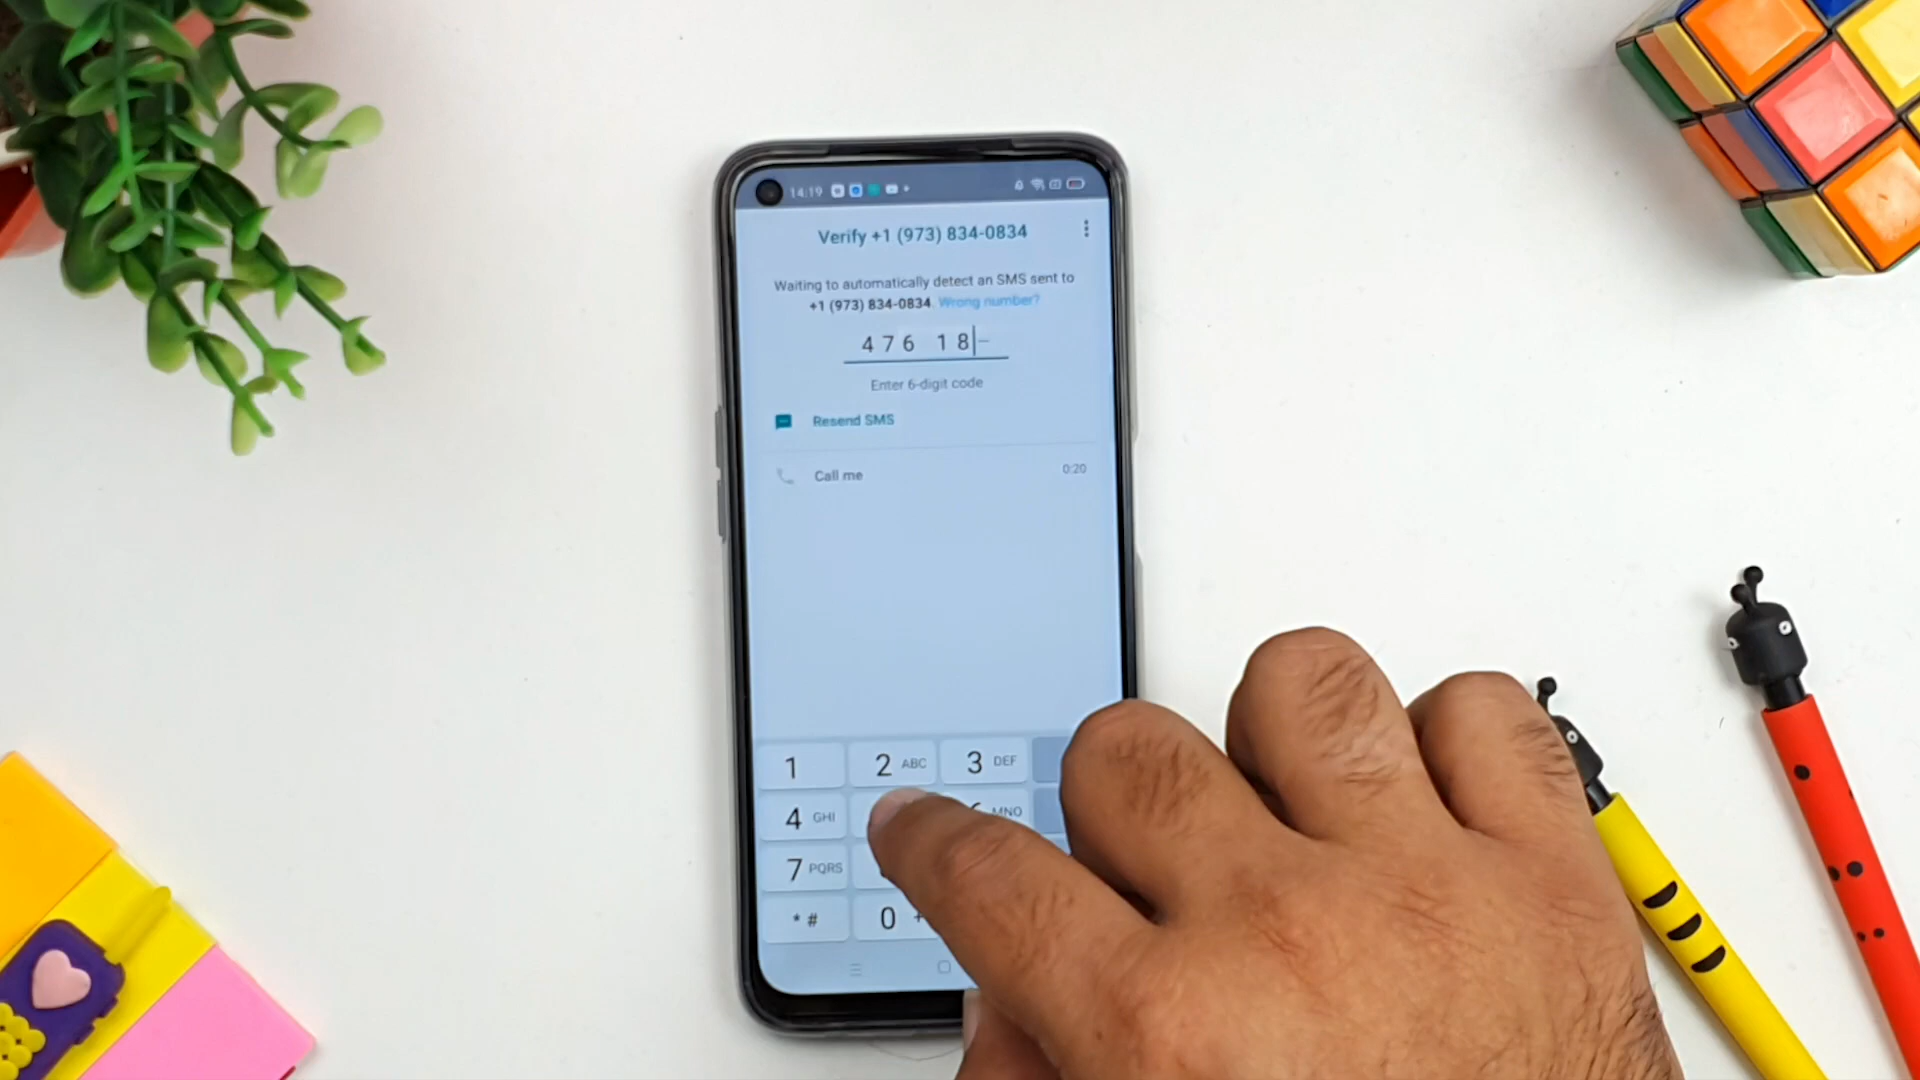 14:19
Verify +1 (973) 834-0834
Waiting to automatically detect an SMS sent to
+1 (973) 834-0834. Wrong number?
476 18–
Enter 6-digit code
Resend SMS
Call me 0:20
1 2 ABC 3 DEF
4 GHI MNO
7 PQRS
* # 0 +